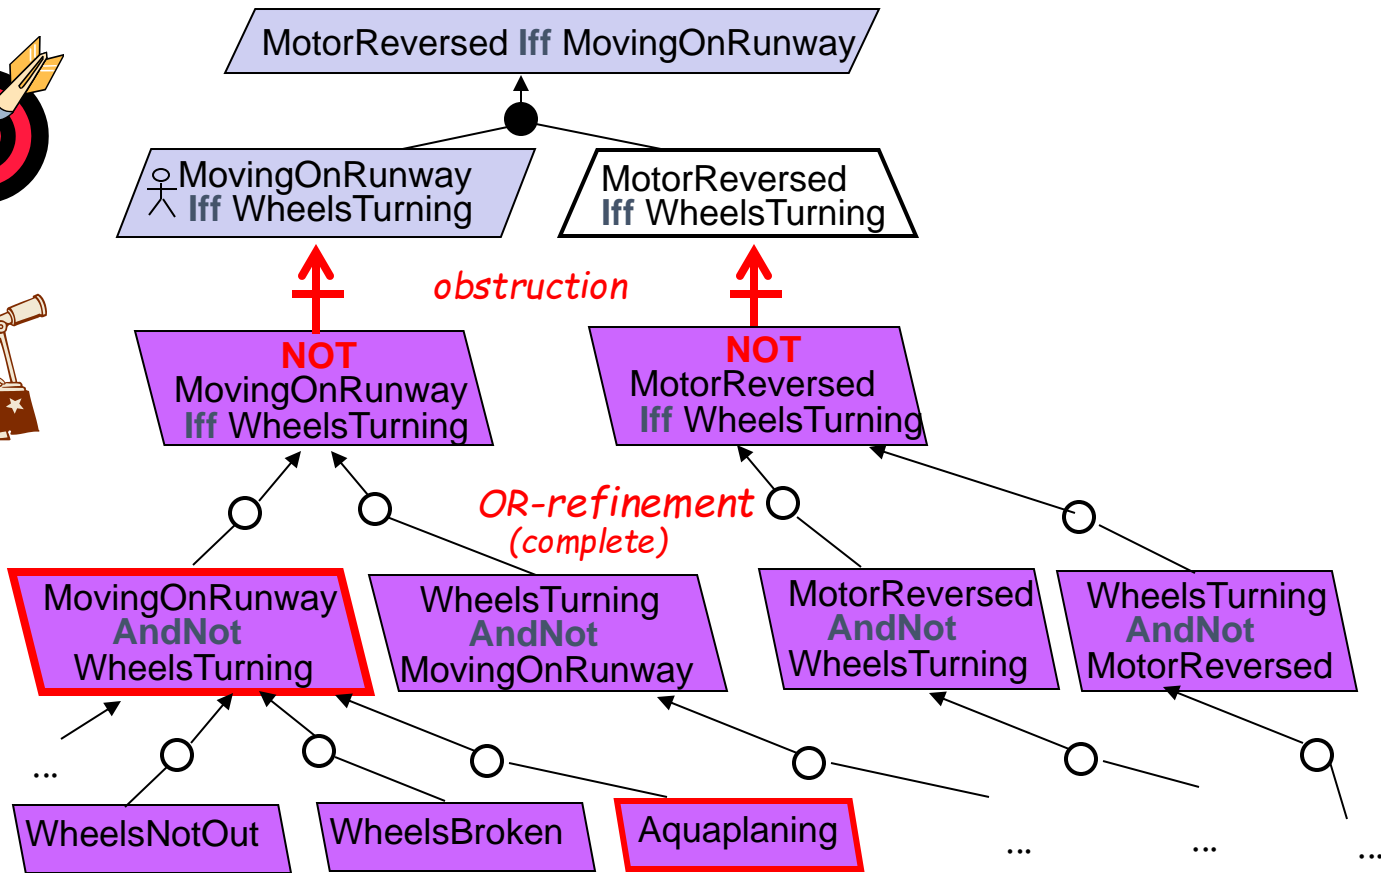 MotorReversed Iff MovingOnRunway
MovingOnRunway
Iff WheelsTurning
MotorReversed
Iff WheelsTurning
obstruction
NOT
MovingOnRunway
Iff WheelsTurning
NOT
MotorReversed
Iff WheelsTurning
OR-refinement
(complete)
MovingOnRunway
AndNot
WheelsTurning
WheelsTurning
AndNot
MovingOnRunway
MotorReversed
AndNot
WheelsTurning
WheelsTurning
AndNot
MotorReversed
...
WheelsNotOut
WheelsBroken
Aquaplaning
...
...
...